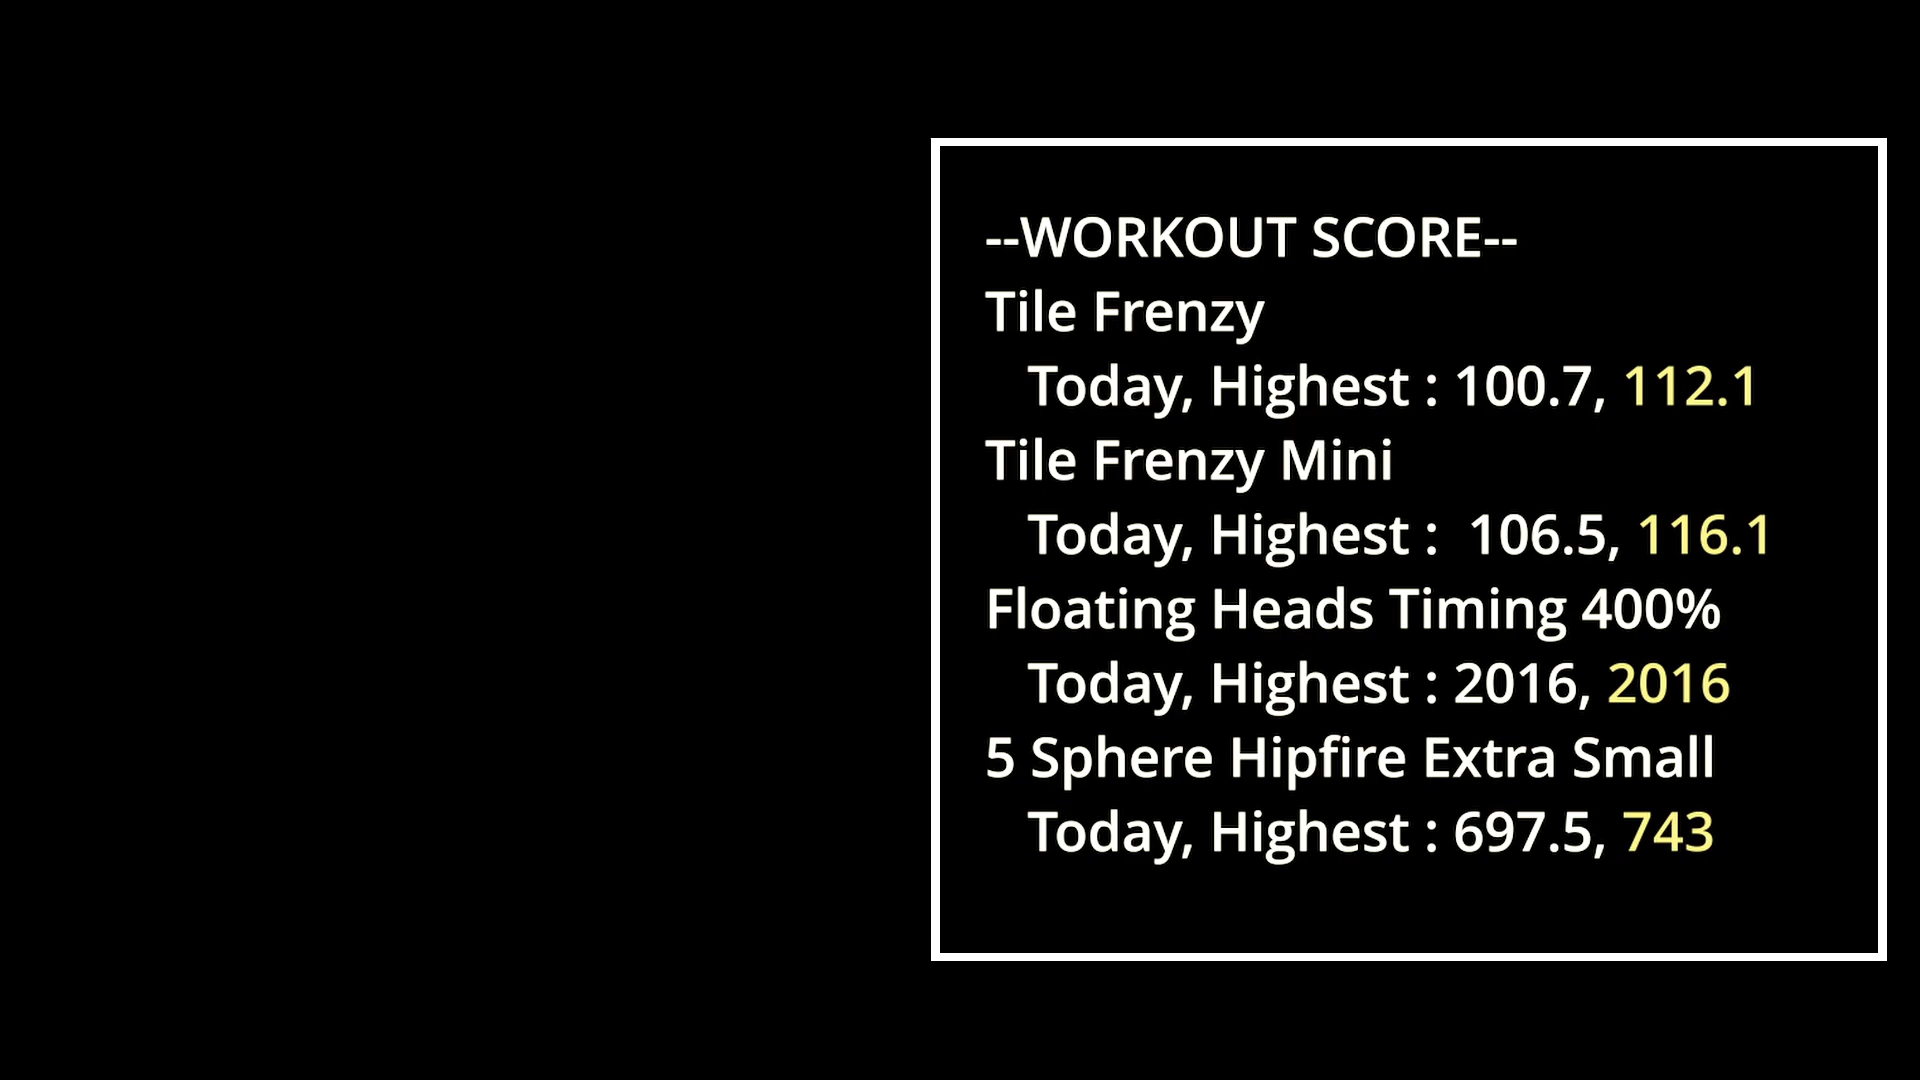 --WORKOUT SCORE--
Tile Frenzy
Today, Highest : 100.7, 112.1
Tile Frenzy Mini
Today, Highest :  106.5, 116.1
Floating Heads Timing 400%
Today, Highest : 2016, 2016
5 Sphere Hipfire Extra Small
Today, Highest : 697.5, 743